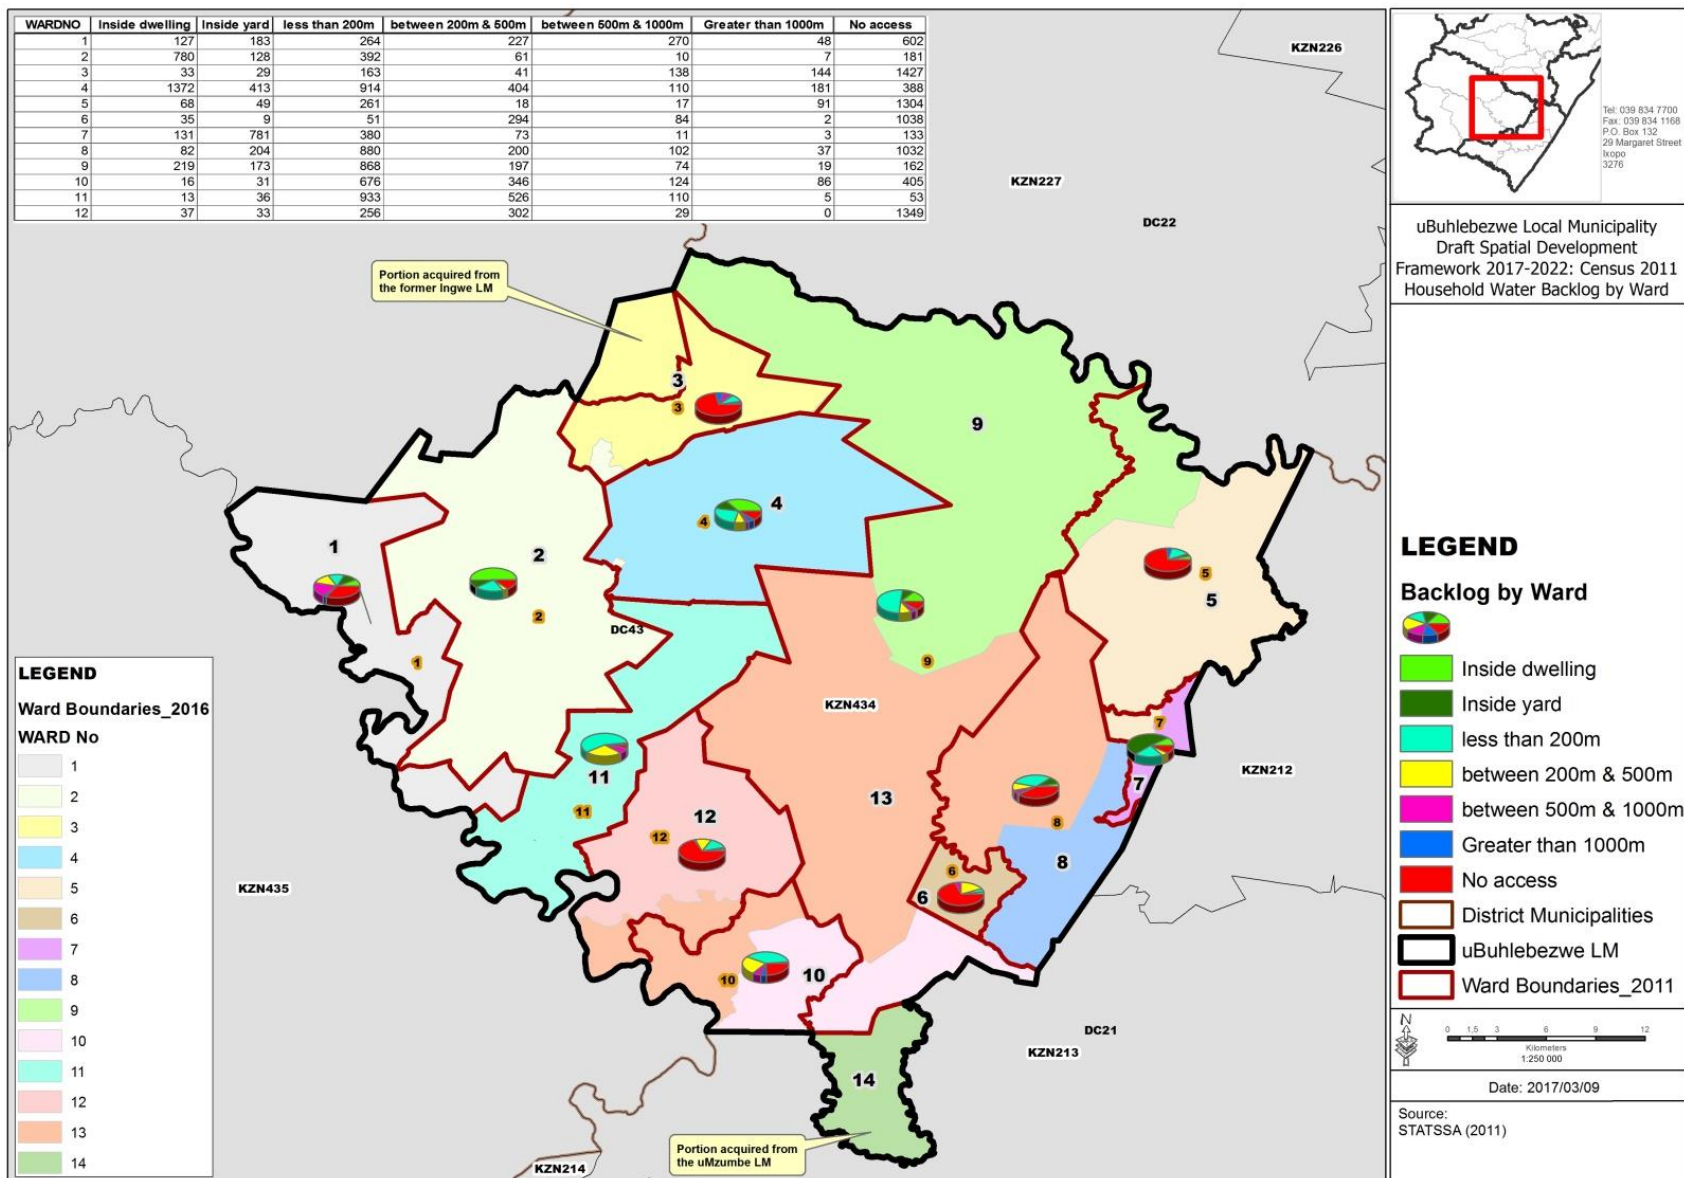 WARDNO Inside dwelling Inside yard less than 200m between 200m & 500m between 500m & 1000m Greater than 1000m No access
1 127 183 264 227 270 48 602
2 780 128 392 61 10 7 181
3 33 29 163 41 138 144 1427
4 1372 413 914 404 110 181 388
5 68 49 261 18 17 91 1304
6 35 9 51 294 84 2 1038
7 131 781 380 73 11 3 133
8 82 204 880 200 102 37 1032
9 219 173 868 197 74 19 162
10 16 31 676 346 124 86 405
11 13 36 933 526 110 5 53
12 37 33 256 302 29 0 1349
KZN226
KZN227
DC22
Portion acquired from
the former Ingwe LM
3
3
9
4
4
1
2
5
5
2
DC43
1
9
KZN434
7
11
7
KZN212
13
11
12
12
8
8
6
6
KZN435
10
10
DC21
KZN213
14
Portion acquired from
the uMzumbe LM
KZN214
LEGEND
Ward Boundaries_2016
WARD No
1
2
3
4
5
6
7
8
9
10
11
12
13
14
Tel: 039 834 7700
Fax: 039 834 1168
P.O. Box 132
29 Margaret Street
Ixopo
3276
uBuhlebezwe Local Municipality
Draft Spatial Development
Framework 2017-2022: Census 2011
Household Water Backlog by Ward
LEGEND
Backlog by Ward
Inside dwelling
Inside yard
less than 200m
between 200m & 500m
between 500m & 1000m
Greater than 1000m
No access
District Municipalities
uBuhlebezwe LM
Ward Boundaries_2011
N
0 1,5 3 6 9 12
Kilometers
1:250 000
Date: 2017/03/09
Source:
STATSSA (2011)